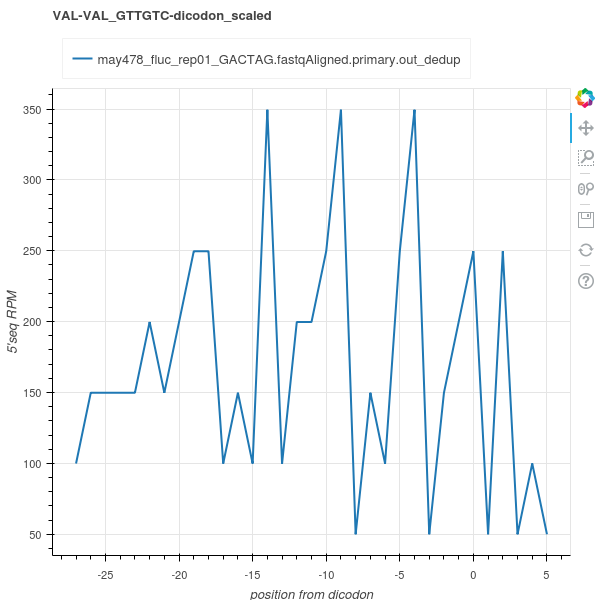 VAL-VAL_GTTGTC-dicodon_scaled
may478_fluc_rep01_GACTAG.fastqAligned.primary.out_dedup
350
300
250
200
150
100
50
5'seq RPM
-25 -20 -15 -10 -5 0 5
position from dicodon